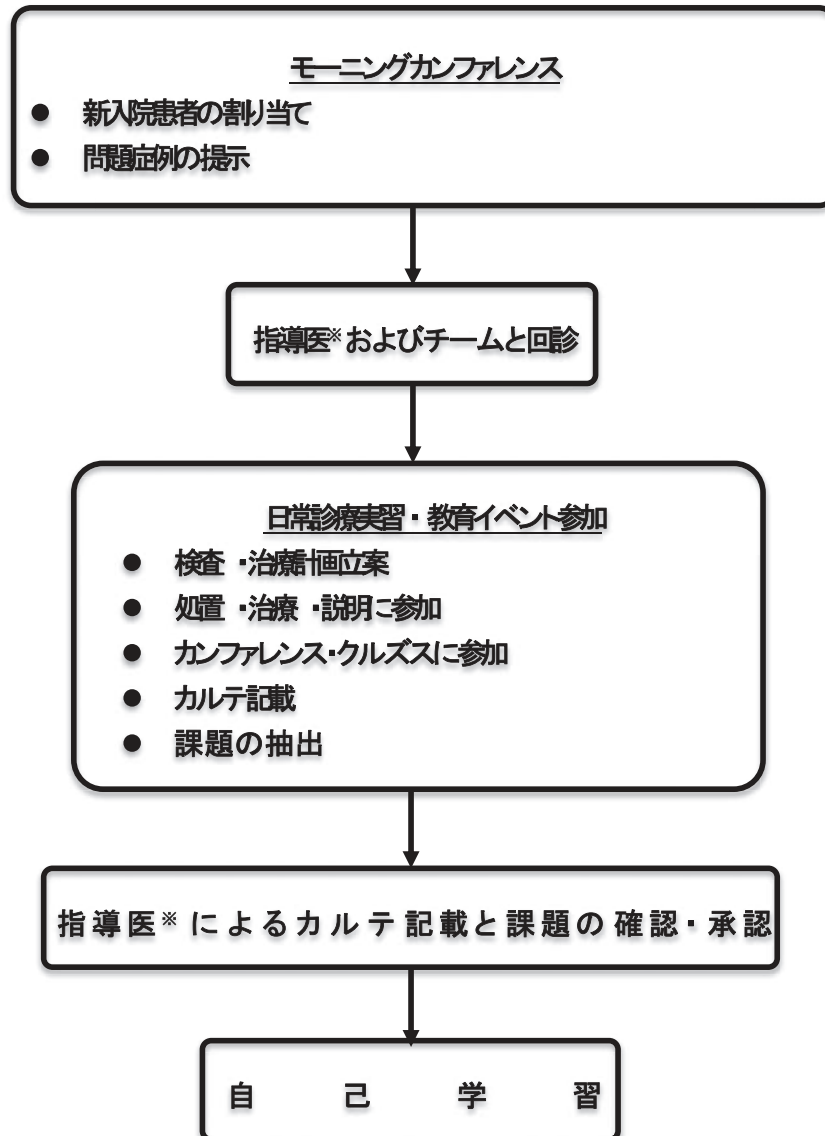 モーニングカンファレンス
● 新入院患者の割り当て
● 問題症例の提示
指導医※およびチームと回診
日常診療実習・教育イベント参加
● 検査・治療計画立案
● 処置・治療・説明に参加
● カンファレンス・クルズスに参加
● カルテ記載
● 課題の抽出
指導医※によるカルテ記載と課題の確認・承認
自己学習